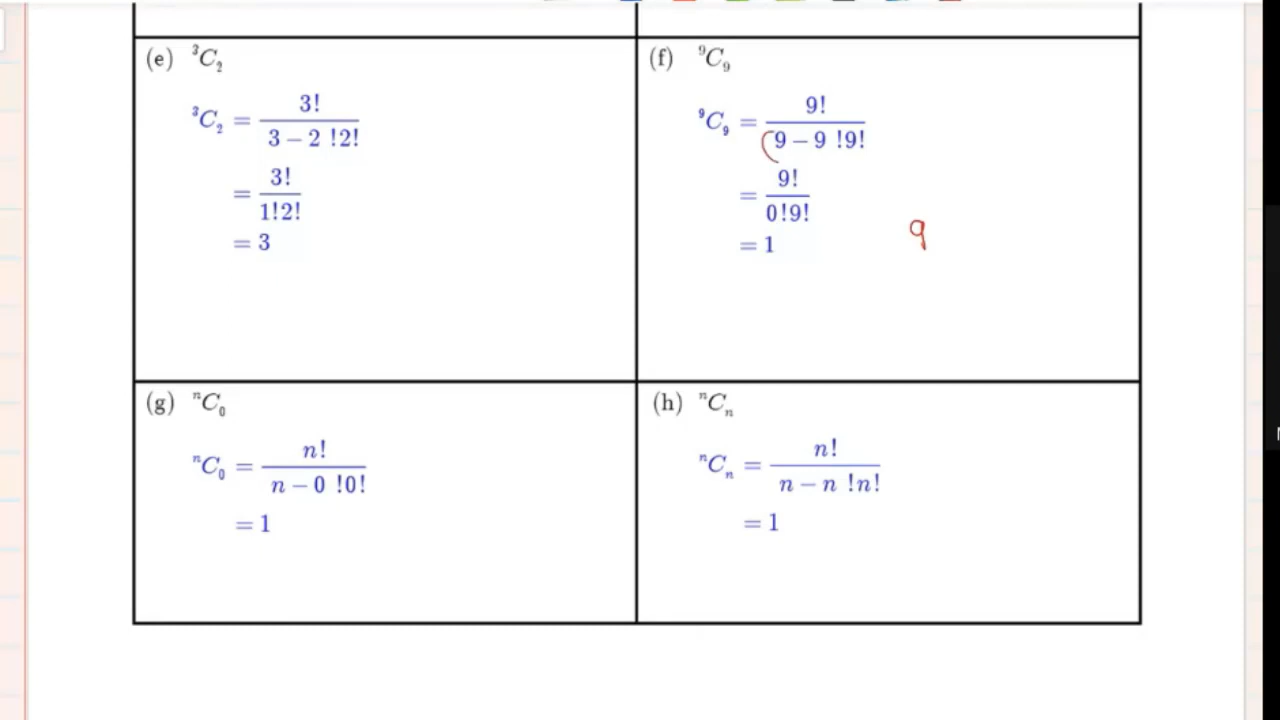 (e) ³C₂
³C₂ = 3! / 3 – 2 !2!
= 3! / 1!2!
= 3
(f) ⁹C₉
⁹C₉ = 9! / (9 – 9 !9!
= 9! / 0!9!
= 1
9
(g) ⁿC₀
ⁿC₀ = n! / n – 0 !0!
= 1
(h) ⁿCₙ
ⁿCₙ = n! / n – n !n!
= 1